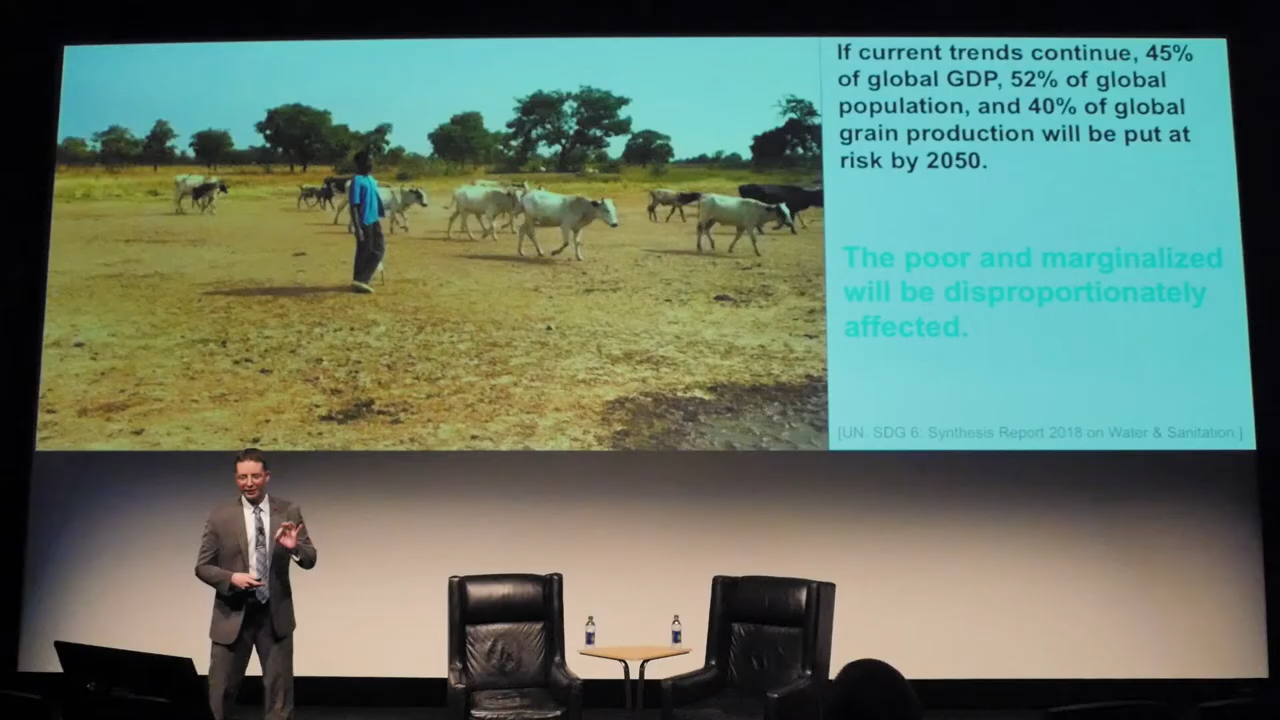 If current trends continue, 45%
of global GDP, 52% of global
population, and 40% of global
grain production will be put at
risk by 2050.
The poor and marginalized
will be disproportionately
affected.
[UN: SDG 6: Synthesis Report 2018 on Water & Sanitation.]